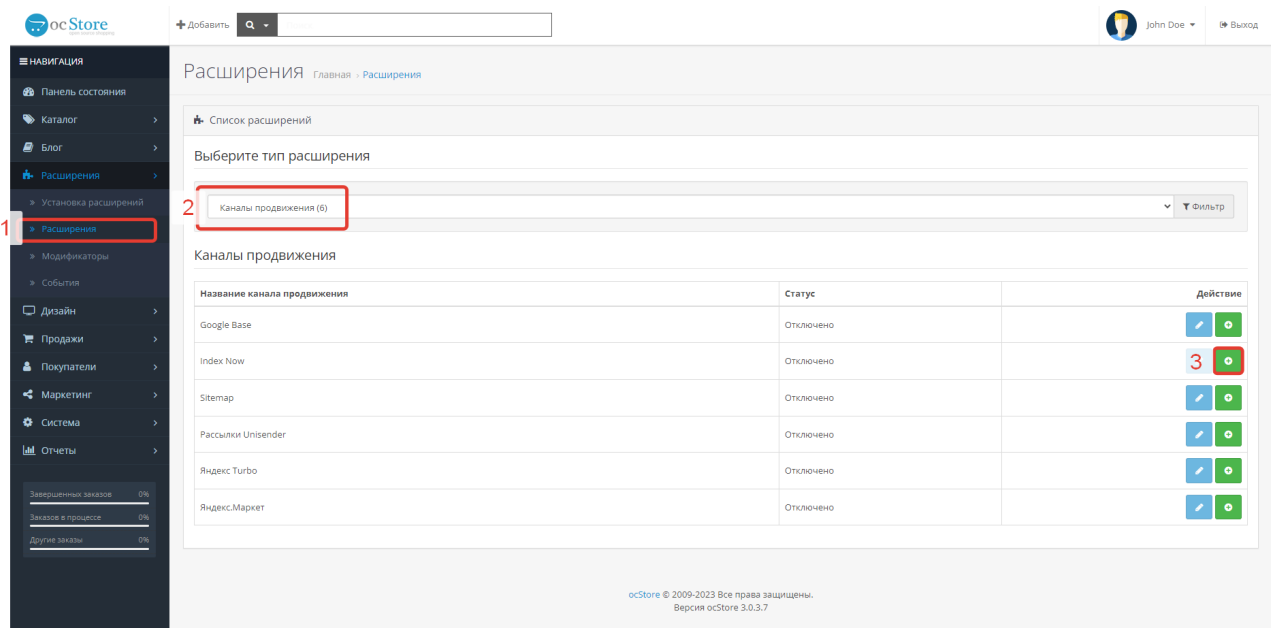 ocStore
Добавить
John Doe
Выход
НАВИГАЦИЯ
Панель состояния
Каталог
Блог
Расширения
Установка расширений
1
Расширения
Модификаторы
События
Дизайн
Продажи
Покупатели
Маркетинг
Система
Отчеты
Завершенных заказов 0%
Заказов в процессе 0%
Другие заказы 0%
Расширения Главная › Расширения
Список расширений
Выберите тип расширения
2
Каналы продвижения (6)
Фильтр
Каналы продвижения
Название канала продвижения Статус Действие
Google Base Отключено
Index Now Отключено 3
Sitemap Отключено
Рассылки Unisender Отключено
Яндекс Turbo Отключено
Яндекс.Маркет Отключено
ocStore © 2009-2023 Все права защищены.
Версия ocStore 3.0.3.7